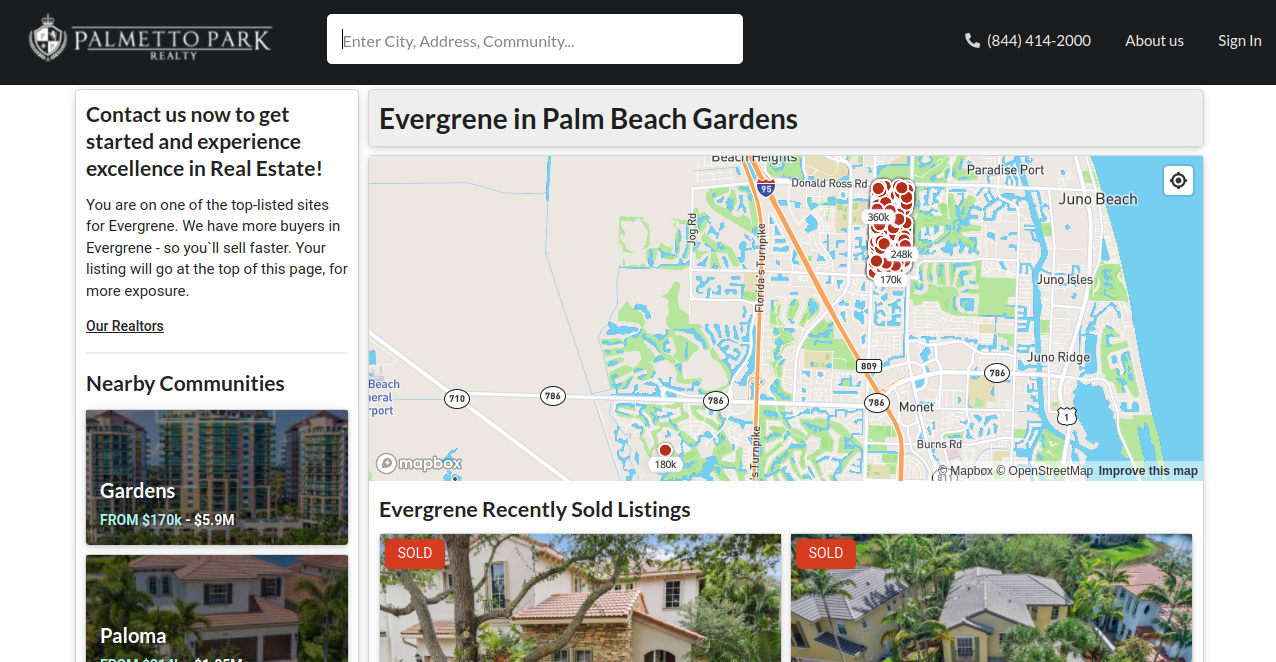 PALMETTO PARK
REALTY
Enter City, Address, Community...
(844) 414-2000
About us
Sign In
Contact us now to get
started and experience
excellence in Real Estate!
You are on one of the top-listed sites
for Evergrene. We have more buyers in
Evergrene - so you`ll sell faster. Your
listing will go at the top of this page, for
more exposure.
Our Realtors
Nearby Communities
Gardens
FROM $170k - $5.9M
Paloma
Evergrene in Palm Beach Gardens
Beach Heights
95
Donald Ross Rd
Paradise Port
Juno Beach
360k
Jog Rd
Florida's Turnpike
248k
170k
Juno Isles
Juno Ridge
809
786
Beach
eral
rport
710
786
786
786
Monet
1
Burns Rd
's Turnpike
180k
mapbox
© Mapbox © OpenStreetMap Improve this map
Evergrene Recently Sold Listings
SOLD
SOLD